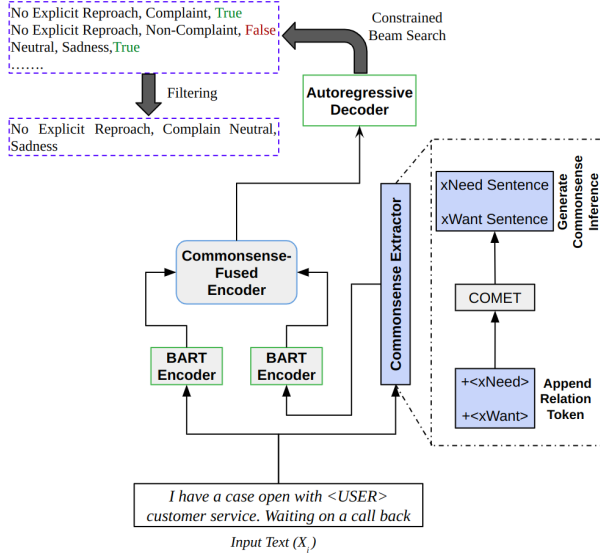 No Explicit Reproach, Complaint, True
No Explicit Reproach, Non-Complaint, False
Neutral, Sadness,True
.......
Constrained
Beam Search
Filtering
No Explicit Reproach, Complain Neutral,
Sadness
Autoregressive
Decoder
Commonsense-
Fused
Encoder
BART
Encoder
BART
Encoder
Commonsense Extractor
xNeed Sentence
xWant Sentence
Generate
Commonsense
Inference
COMET
+<xNeed>
+<xWant>
Append
Relation
Token
I have a case open with <USER>
customer service. Waiting on a call back
Input Text (Xi)